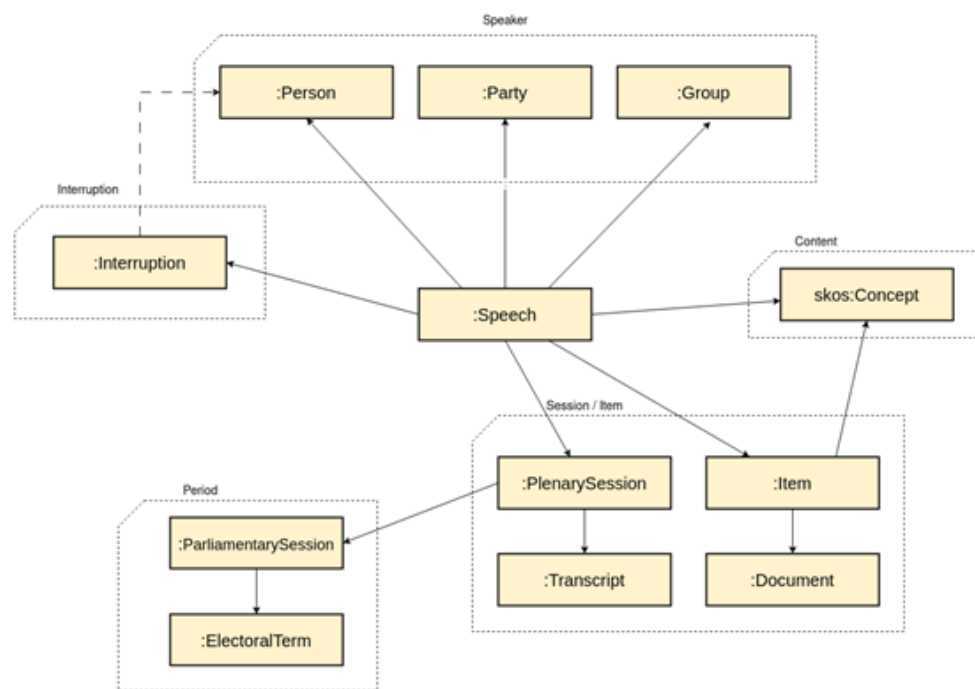 Speaker
:Person
:Party
:Group
Interruption
:Interruption
Content
skos:Concept
:Speech
Session / Item
:PlenarySession
:Item
Period
:ParliamentarySession
:Transcript
:Document
:ElectoralTerm